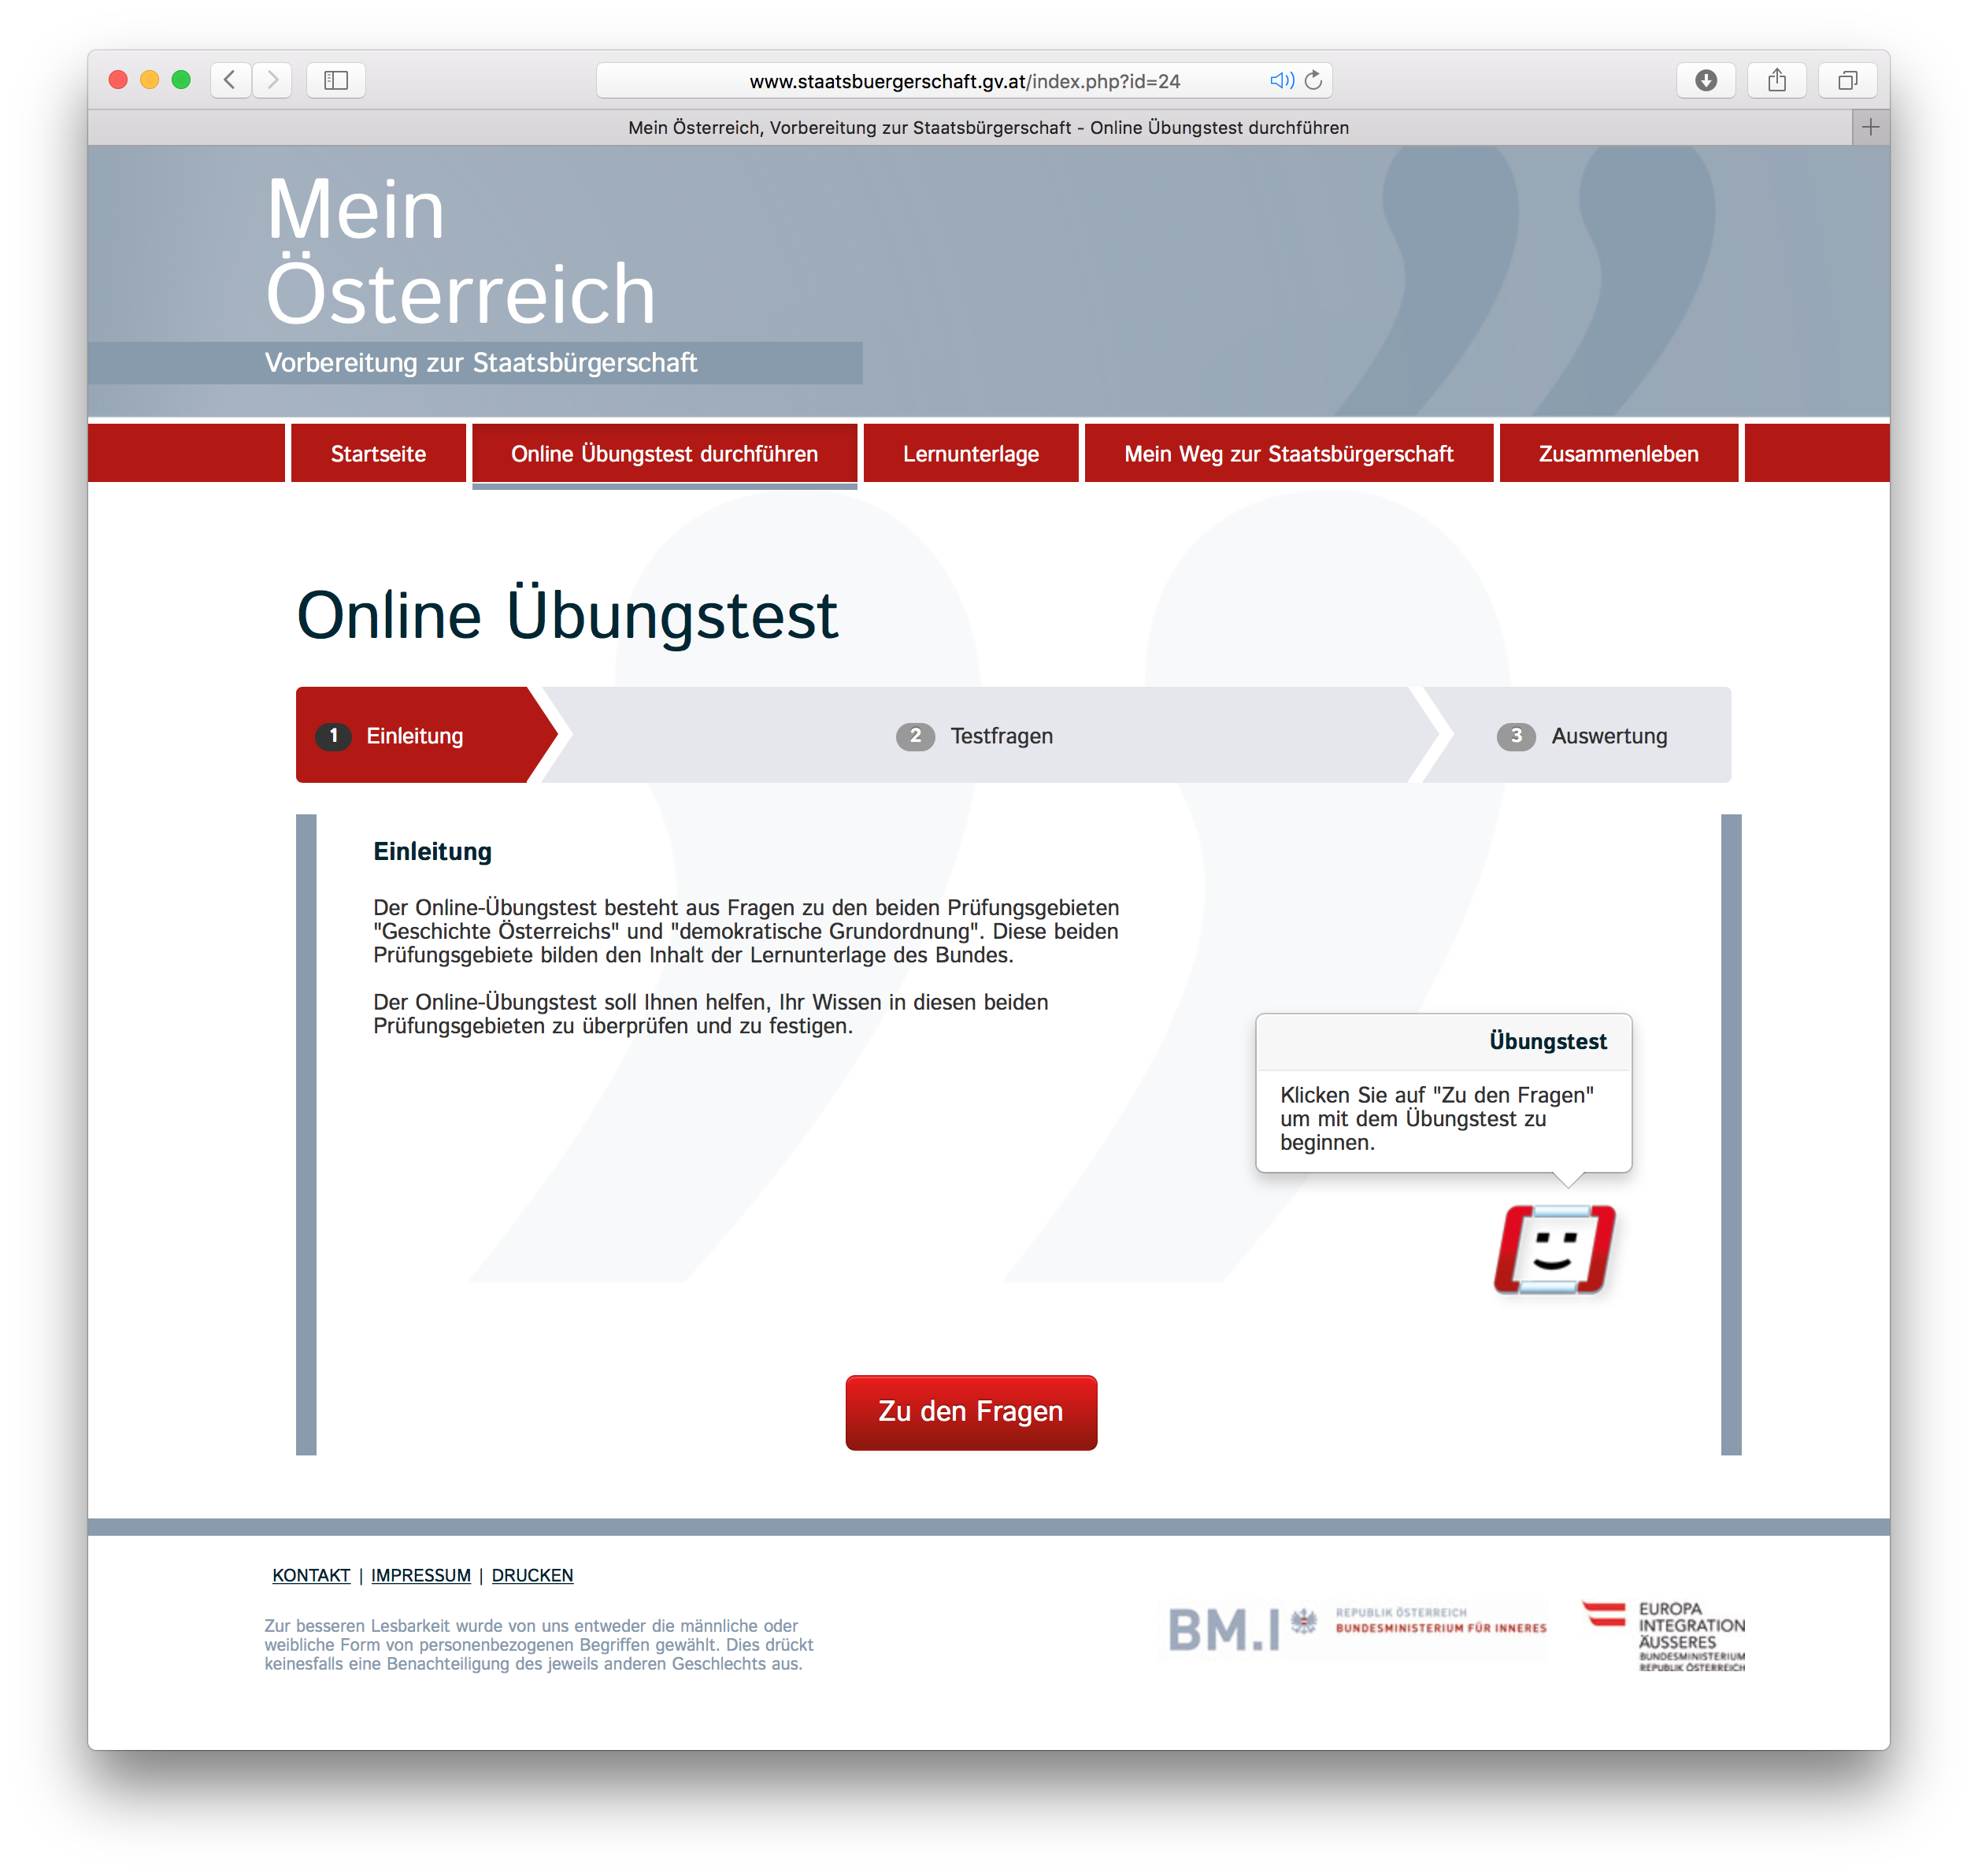 www.staatsbuergerschaft.gv.at/index.php?id=24
Mein Österreich, Vorbereitung zur Staatsbürgerschaft - Online Übungstest durchführen
Mein
Österreich
Vorbereitung zur Staatsbürgerschaft
Startseite
Online Übungstest durchführen
Lernunterlage
Mein Weg zur Staatsbürgerschaft
Zusammenleben
Online Übungstest
1 Einleitung
2 Testfragen
3 Auswertung
Einleitung
Der Online-Übungstest besteht aus Fragen zu den beiden Prüfungsgebieten
"Geschichte Österreichs" und "demokratische Grundordnung". Diese beiden
Prüfungsgebiete bilden den Inhalt der Lernunterlage des Bundes.
Der Online-Übungstest soll Ihnen helfen, Ihr Wissen in diesen beiden
Prüfungsgebieten zu überprüfen und zu festigen.
Übungstest
Klicken Sie auf "Zu den Fragen"
um mit dem Übungstest zu
beginnen.
Zu den Fragen
KONTAKT | IMPRESSUM | DRUCKEN
Zur besseren Lesbarkeit wurde von uns entweder die männliche oder
weibliche Form von personenbezogenen Begriffen gewählt. Dies drückt
keinesfalls eine Benachteiligung des jeweils anderen Geschlechts aus.
BM.I
REPUBLIK ÖSTERREICH
BUNDESMINISTERIUM FÜR INNERES
EUROPA
INTEGRATION
ÄUSSERES
BUNDESMINISTERIUM
REPUBLIK ÖSTERREICH